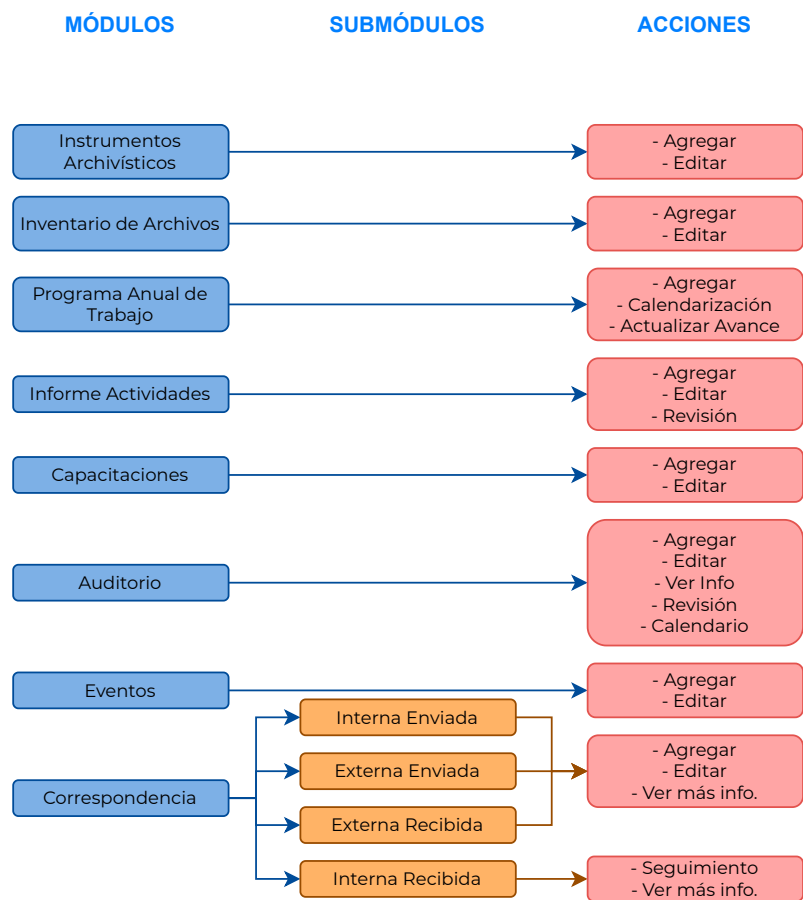 MÓDULOS
SUBMÓDULOS
ACCIONES
Instrumentos
Archivísticos
- Agregar
- Editar
Inventario de Archivos
- Agregar
- Editar
Programa Anual de
Trabajo
- Agregar
- Calendarización
- Actualizar Avance
Informe Actividades
- Agregar
- Editar
- Revisión
Capacitaciones
- Agregar
- Editar
Auditorio
- Agregar
- Editar
- Ver Info
- Revisión
- Calendario
Eventos
- Agregar
- Editar
Correspondencia
Interna Enviada
Externa Enviada
Externa Recibida
- Agregar
- Editar
- Ver más info.
Interna Recibida
- Seguimiento
- Ver más info.